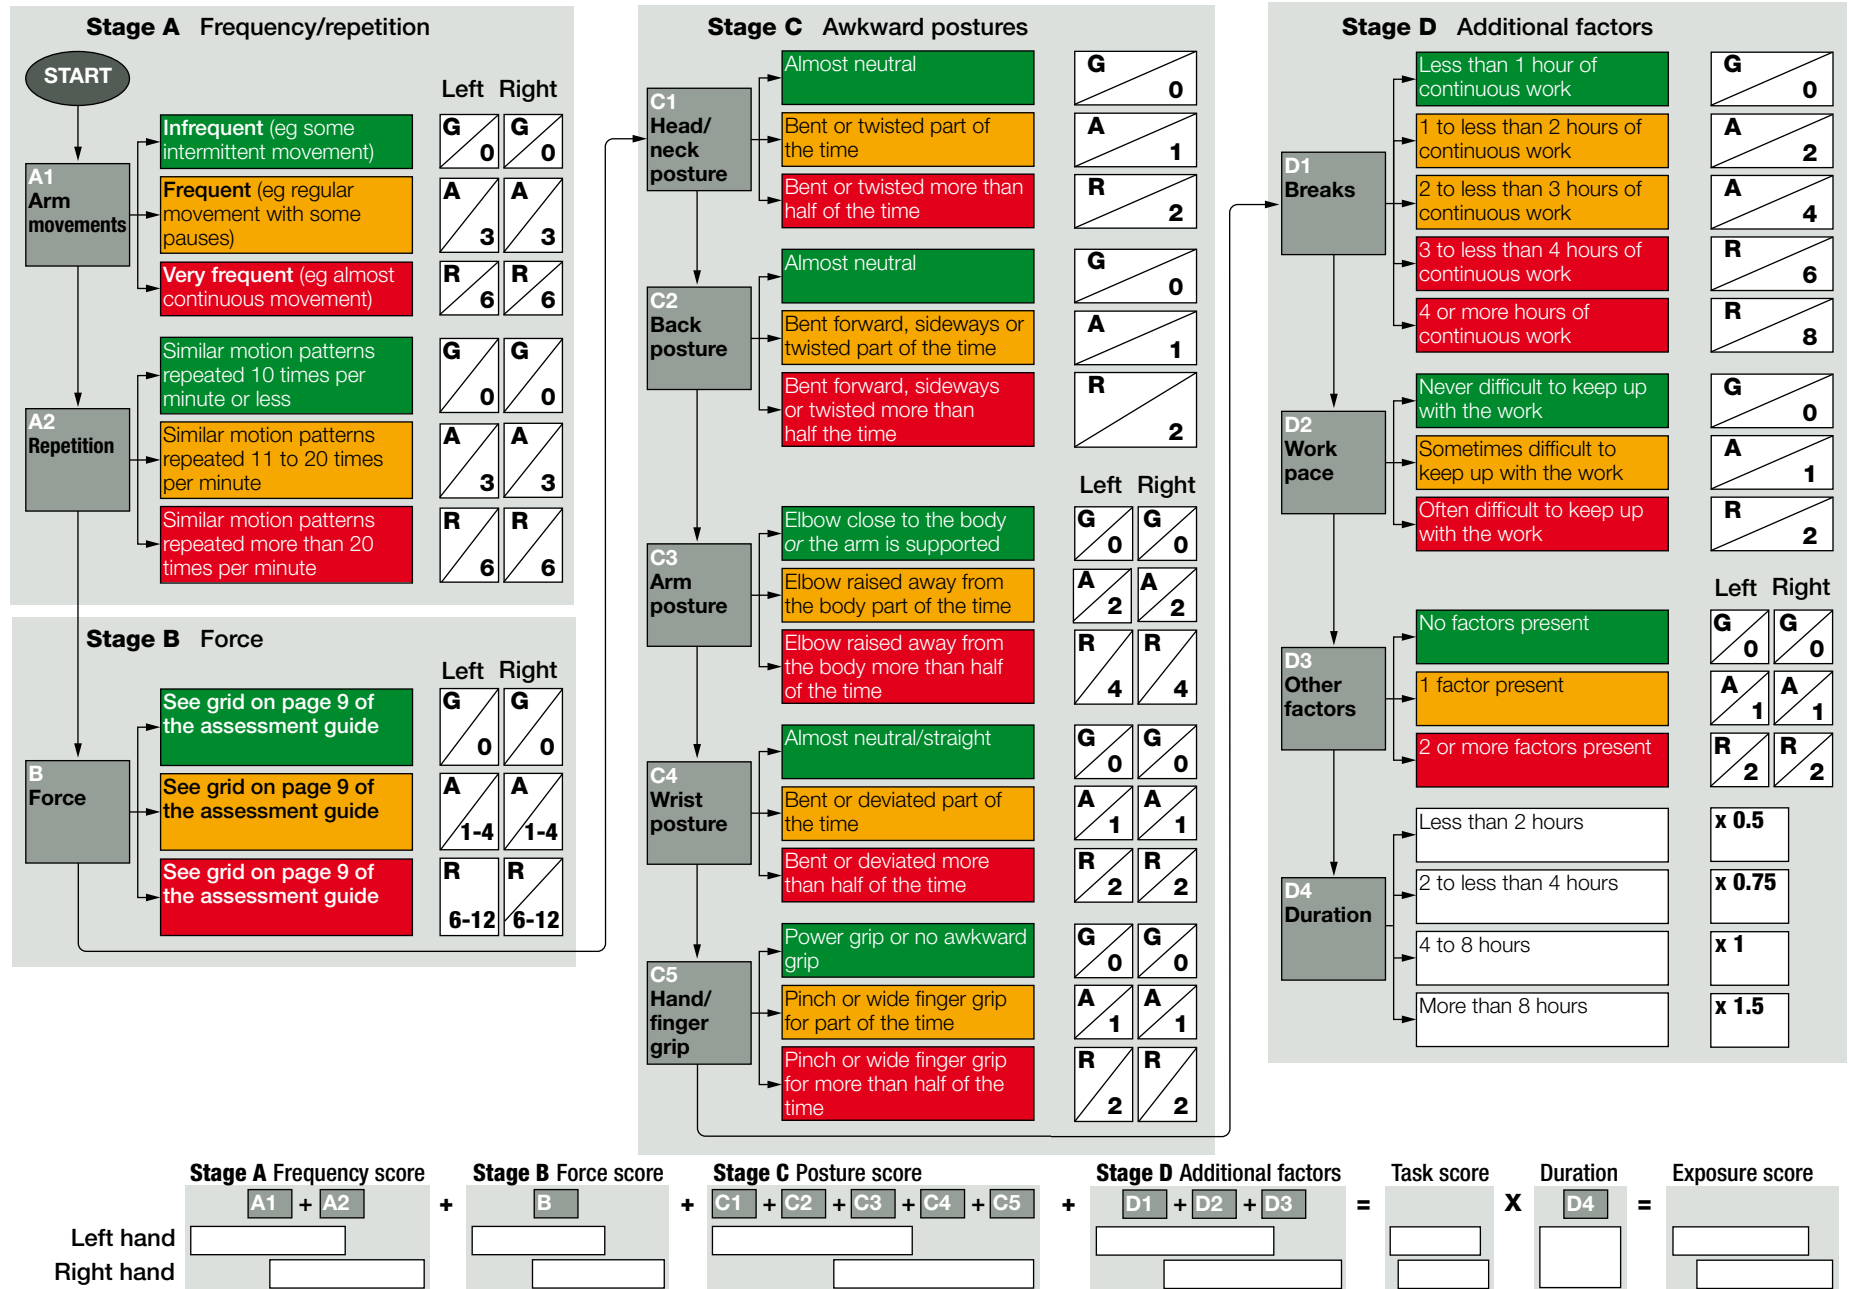 Stage A Frequency/repetition
START
Left Right
A1
Arm
movements
Infrequent (eg some
intermittent movement)
G 0 G 0
Frequent (eg regular
movement with some
pauses)
A 3 A 3
Very frequent (eg almost
continuous movement)
R 6 R 6
A2
Repetition
Similar motion patterns
repeated 10 times per
minute or less
G 0 G 0
Similar motion patterns
repeated 11 to 20 times
per minute
A 3 A 3
Similar motion patterns
repeated more than 20
times per minute
R 6 R 6
Stage B Force
Left Right
B
Force
See grid on page 9 of
the assessment guide
G 0 G 0
See grid on page 9 of
the assessment guide
A 1-4 A 1-4
See grid on page 9 of
the assessment guide
R 6-12 R 6-12
Stage C Awkward postures
C1
Head/
neck
posture
Almost neutral
G 0
Bent or twisted part of
the time
A 1
Bent or twisted more than
half of the time
R 2
C2
Back
posture
Almost neutral
G 0
Bent forward, sideways or
twisted part of the time
A 1
Bent forward, sideways
or twisted more than
half the time
R 2
Left Right
C3
Arm
posture
Elbow close to the body
or the arm is supported
G 0 G 0
Elbow raised away from
the body part of the time
A 2 A 2
Elbow raised away from
the body more than half
of the time
R 4 R 4
C4
Wrist
posture
Almost neutral/straight
G 0 G 0
Bent or deviated part of
the time
A 1 A 1
Bent or deviated more
than half of the time
R 2 R 2
C5
Hand/
finger
grip
Power grip or no awkward
grip
G 0 G 0
Pinch or wide finger grip
for part of the time
A 1 A 1
Pinch or wide finger grip
for more than half of the
time
R 2 R 2
Stage D Additional factors
D1
Breaks
Less than 1 hour of
continuous work
G 0
1 to less than 2 hours of
continuous work
A 2
2 to less than 3 hours of
continuous work
A 4
3 to less than 4 hours of
continuous work
R 6
4 or more hours of
continuous work
R 8
D2
Work
pace
Never difficult to keep up
with the work
G 0
Sometimes difficult to
keep up with the work
A 1
Often difficult to keep up
with the work
R 2
Left Right
D3
Other
factors
No factors present
G 0 G 0
1 factor present
A 1 A 1
2 or more factors present
R 2 R 2
D4
Duration
Less than 2 hours
x 0.5
2 to less than 4 hours
x 0.75
4 to 8 hours
x 1
More than 8 hours
x 1.5
Stage A Frequency score Stage B Force score Stage C Posture score Stage D Additional factors Task score Duration Exposure score
A1 + A2 + B + C1 + C2 + C3 + C4 + C5 + D1 + D2 + D3 = X D4 =
Left hand
Right hand